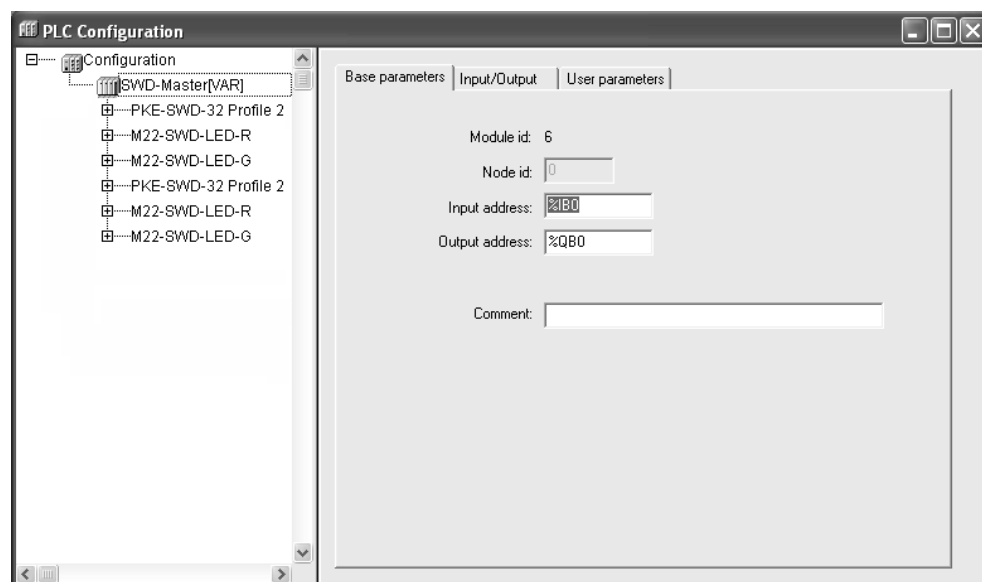 PLC Configuration
Configuration
SWD-Master[VAR]
PKE-SWD-32 Profile 2
M22-SWD-LED-R
M22-SWD-LED-G
PKE-SWD-32 Profile 2
M22-SWD-LED-R
M22-SWD-LED-G
Base parameters Input/Output User parameters
Module id: 6
Node id: 0
Input address: %IB0
Output address: %QB0
Comment: